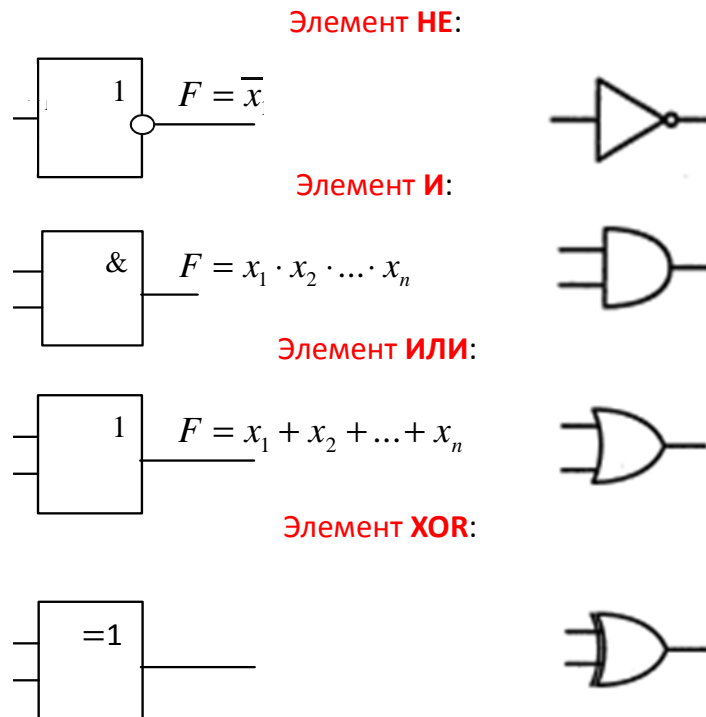 Элемент НЕ:
1 F = x̄
Элемент И:
& F = x₁ · x₂ · ... · xₙ
Элемент ИЛИ:
1 F = x₁ + x₂ + ... + xₙ
Элемент XOR:
=1